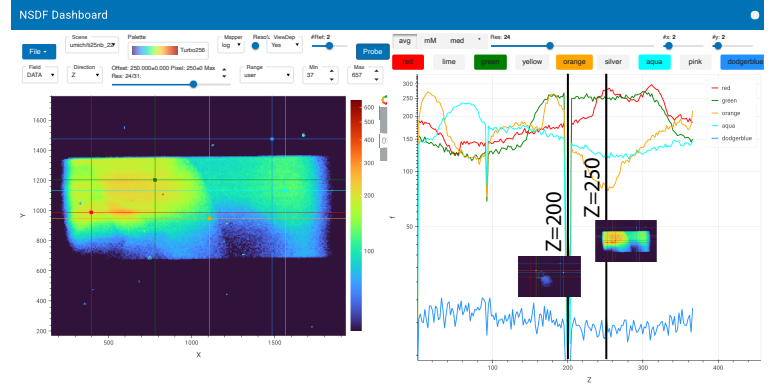 NSDF Dashboard
File
Scene
umich/ti25nb_22
Palette
Turbo256
Mapper
log
ViewDep
Yes
#Ref: 2
Probe
Field
DATA
Direction
Z
Offset: 250.000±0.000 Pixel: 250±0 Max
Res: 24/31:
Range
user
Min
37
Max
657
avg
mM
med
Res: 24
#x: 2
#y: 2
red
lime
green
yellow
orange
silver
aqua
pink
dodgerblue
1600
1400
1200
1000
800
600
400
200
Y
500
1000
1500
X
600
500
400
300
200
100
300
250
200
150
100
50
f
Z=200
Z=250
100
200
300
400
Z
red
green
orange
aqua
dodgerblue